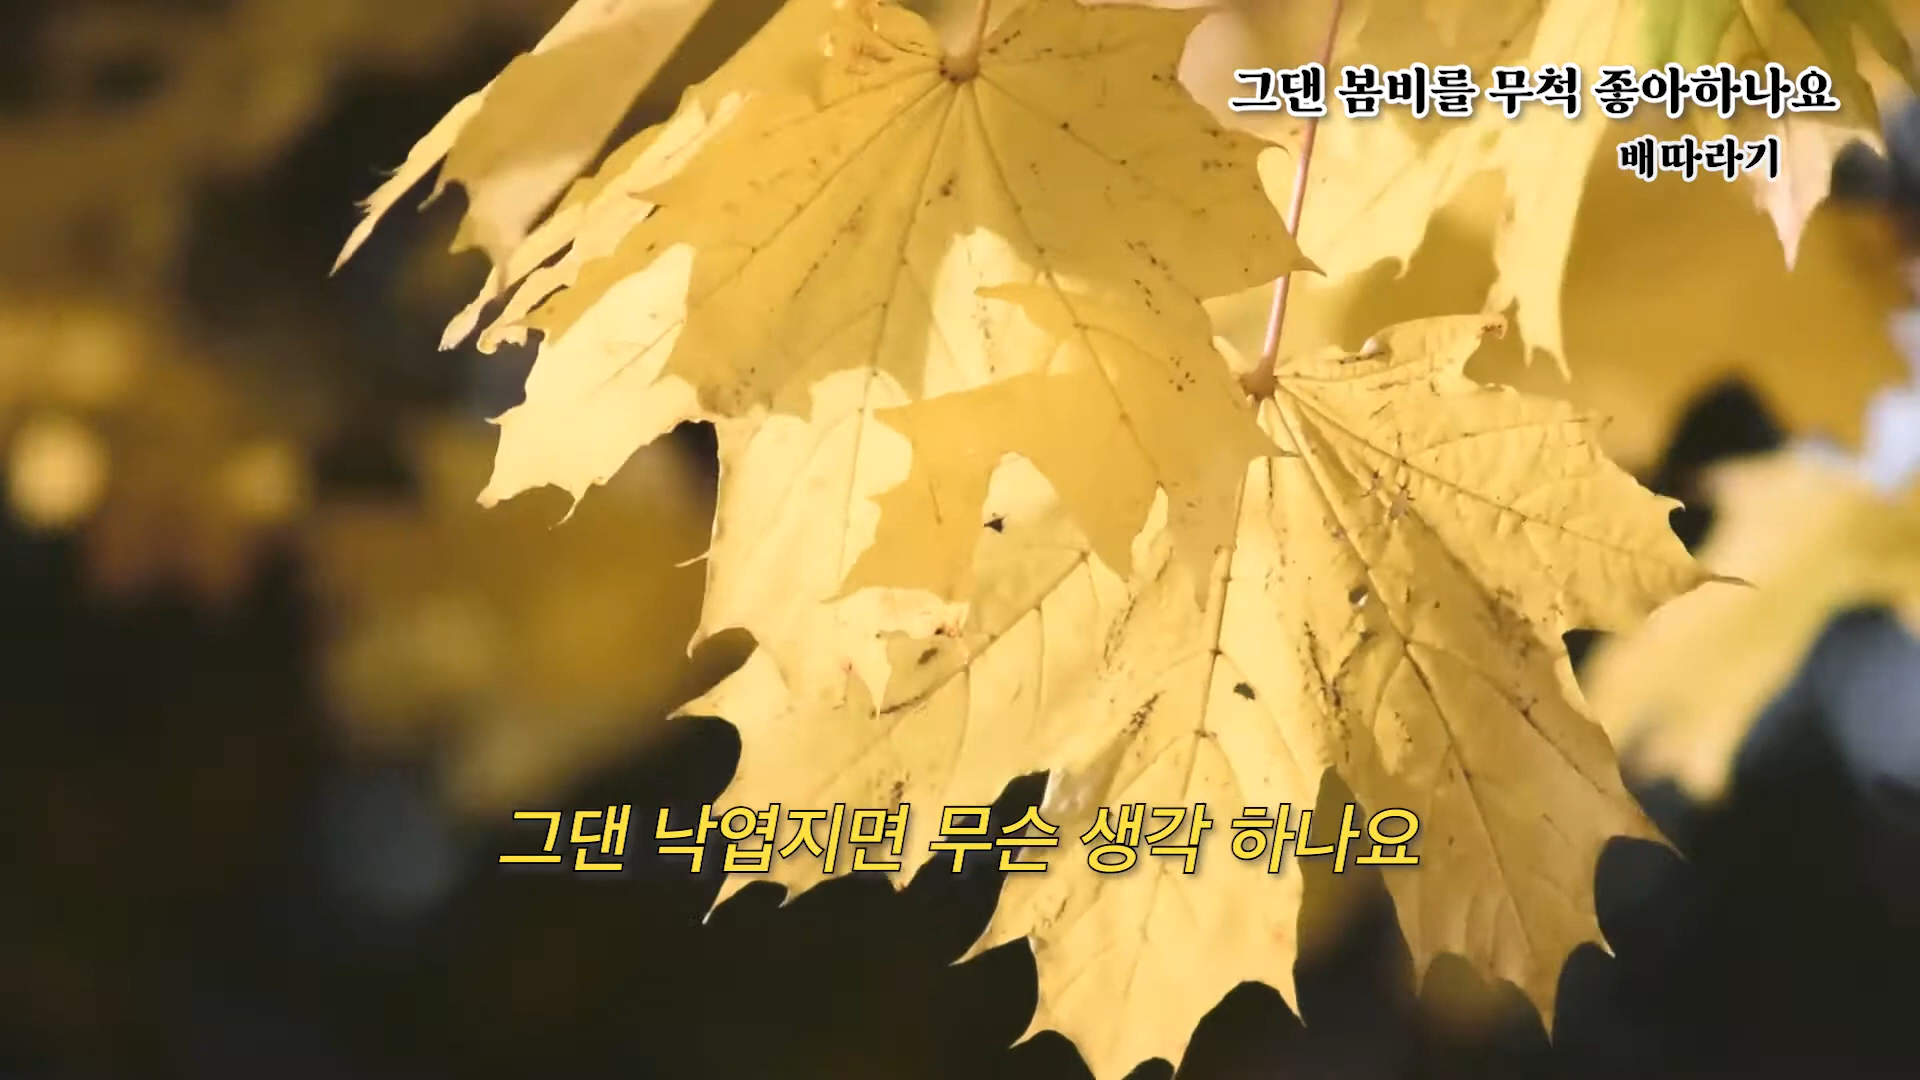 그댄 봄비를 무척 좋아하나요
배따라기
그댄 낙엽지면 무슨 생각 하나요